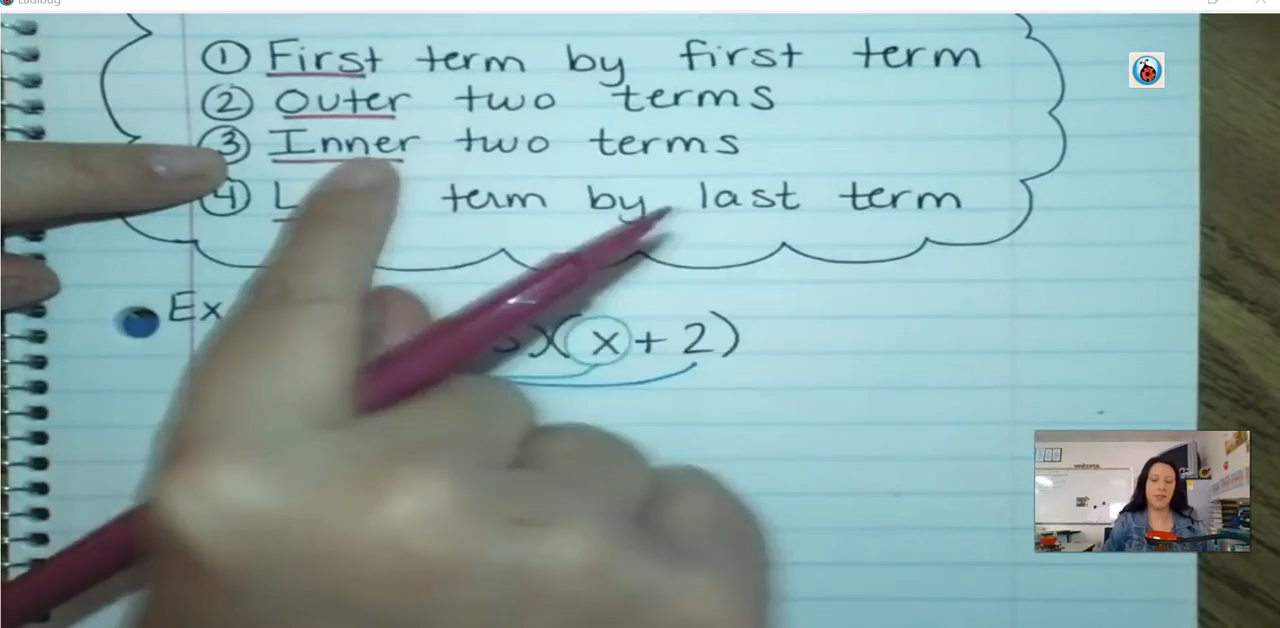 Ladibug
① First term by first term
② Outer two terms
③ Inner two terms
④ L term by last term
Ex )(x + 2)